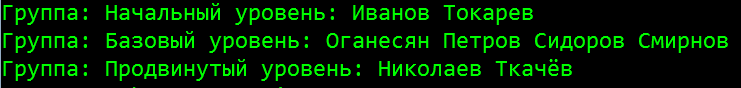 Группа: Начальный уровень: Иванов Токарев
Группа: Базовый уровень: Оганесян Петров Сидоров Смирнов
Группа: Продвинутый уровень: Николаев Ткачёв